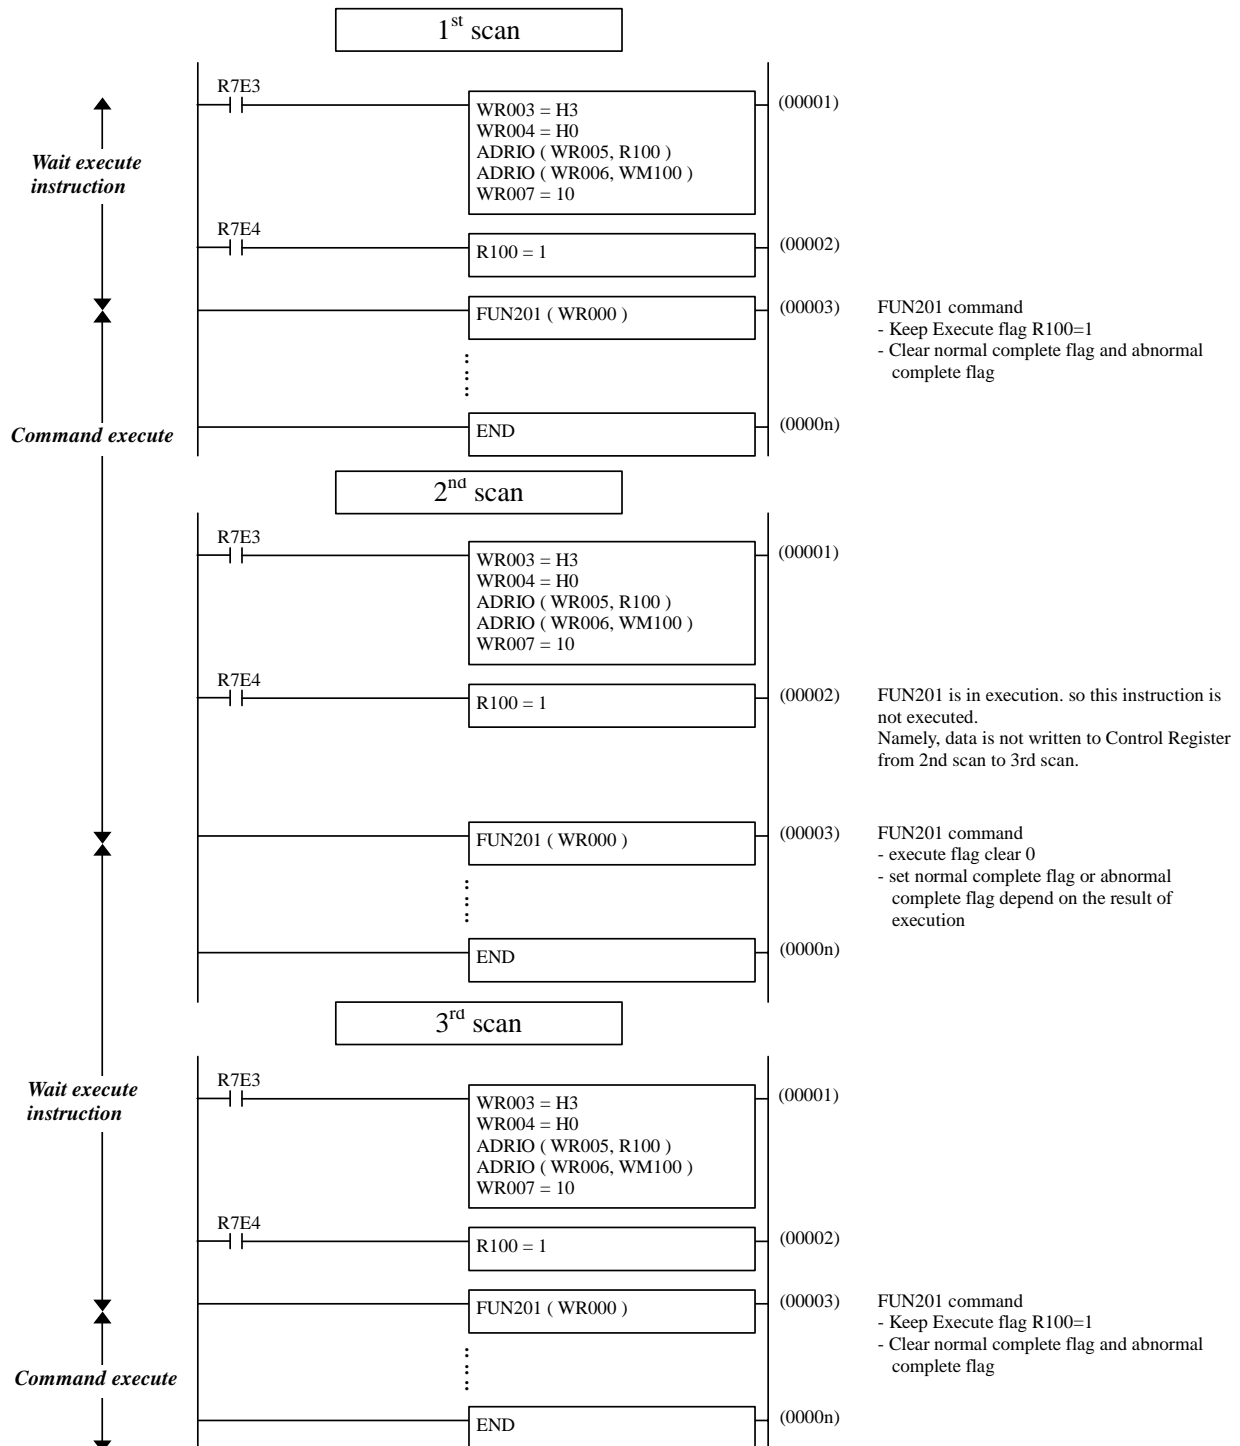 1st scan
R7E3
WR003 = H3
WR004 = H0
ADRIO ( WR005, R100 )
ADRIO ( WR006, WM100 )
WR007 = 10
(00001)
Wait execute
instruction
R7E4
R100 = 1
(00002)
FUN201 ( WR000 )
(00003)
FUN201 command
- Keep Execute flag R100=1
- Clear normal complete flag and abnormal
complete flag
Command execute
END
(0000n)
2nd scan
R7E3
WR003 = H3
WR004 = H0
ADRIO ( WR005, R100 )
ADRIO ( WR006, WM100 )
WR007 = 10
(00001)
R7E4
R100 = 1
(00002)
FUN201 is in execution. so this instruction is
not executed.
Namely, data is not written to Control Register
from 2nd scan to 3rd scan.
FUN201 ( WR000 )
(00003)
FUN201 command
- execute flag clear 0
- set normal complete flag or abnormal
complete flag depend on the result of
execution
END
(0000n)
3rd scan
R7E3
WR003 = H3
WR004 = H0
ADRIO ( WR005, R100 )
ADRIO ( WR006, WM100 )
WR007 = 10
(00001)
Wait execute
instruction
R7E4
R100 = 1
(00002)
FUN201 ( WR000 )
(00003)
FUN201 command
- Keep Execute flag R100=1
- Clear normal complete flag and abnormal
complete flag
Command execute
END
(0000n)